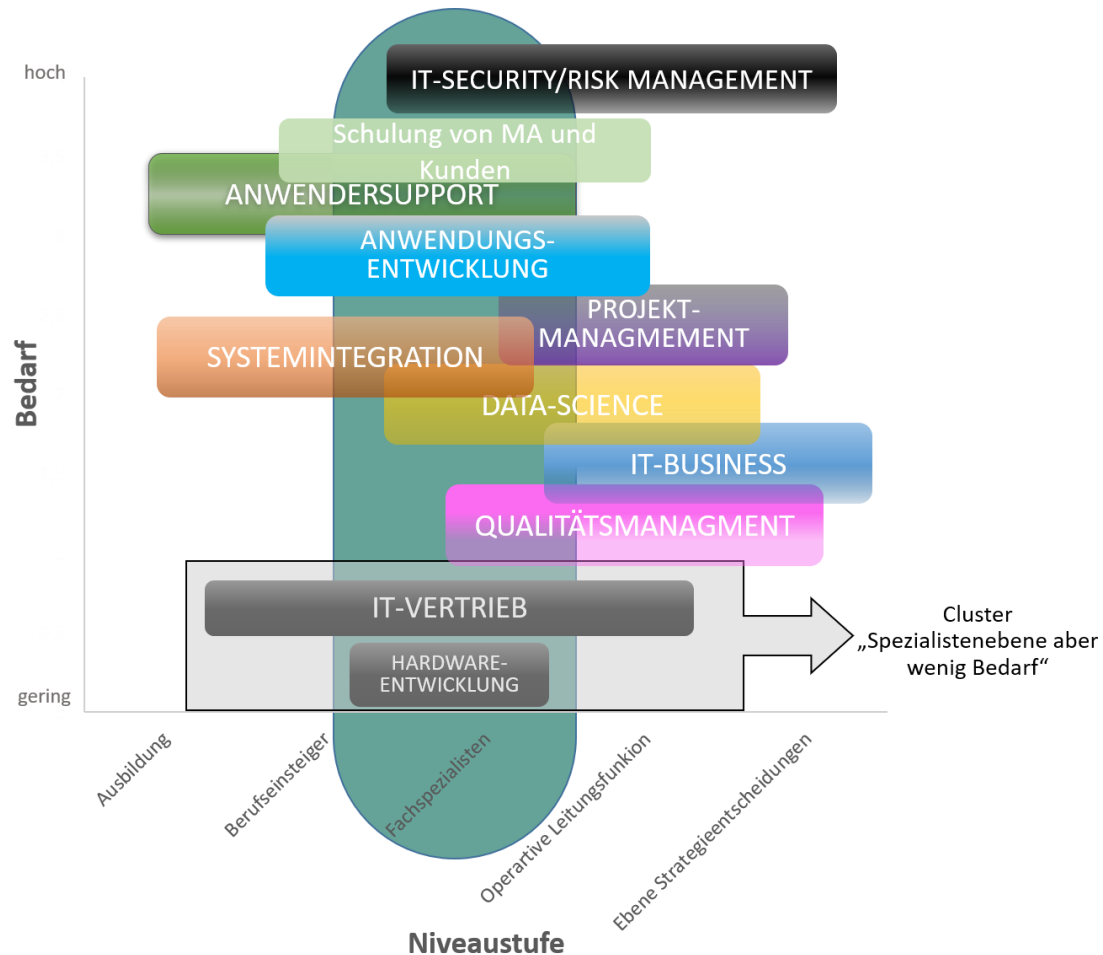 hoch
IT-SECURITY/RISK MANAGEMENT
Schulung von MA und
Kunden
ANWENDERSUPPORT
ANWENDUNGS-
ENTWICKLUNG
PROJEKT-
MANAGMEMENT
SYSTEMINTEGRATION
DATA-SCIENCE
IT-BUSINESS
QUALITÄTSMANAGMENT
Bedarf
IT-VERTRIEB
HARDWARE-
ENTWICKLUNG
Cluster
„Spezialistenebene aber
wenig Bedarf“
gering
Ausbildung
Berufseinsteiger
Fachspezialisten
Operartive Leitungsfunkion
Ebene Strategieentscheidungen
Niveaustufe